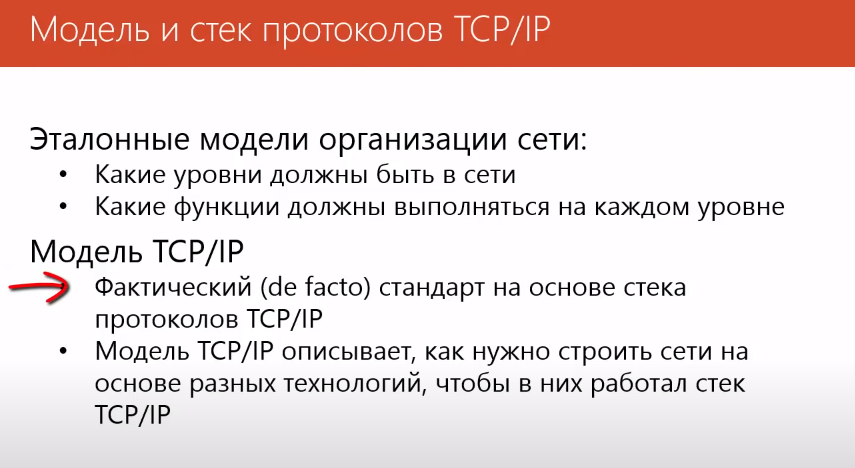 Модель и стек протоколов TCP/IP
Эталонные модели организации сети:
• Какие уровни должны быть в сети
• Какие функции должны выполняться на каждом уровне
Модель TCP/IP
Фактический (de facto) стандарт на основе стека
протоколов TCP/IP
• Модель TCP/IP описывает, как нужно строить сети на
основе разных технологий, чтобы в них работал стек
TCP/IP